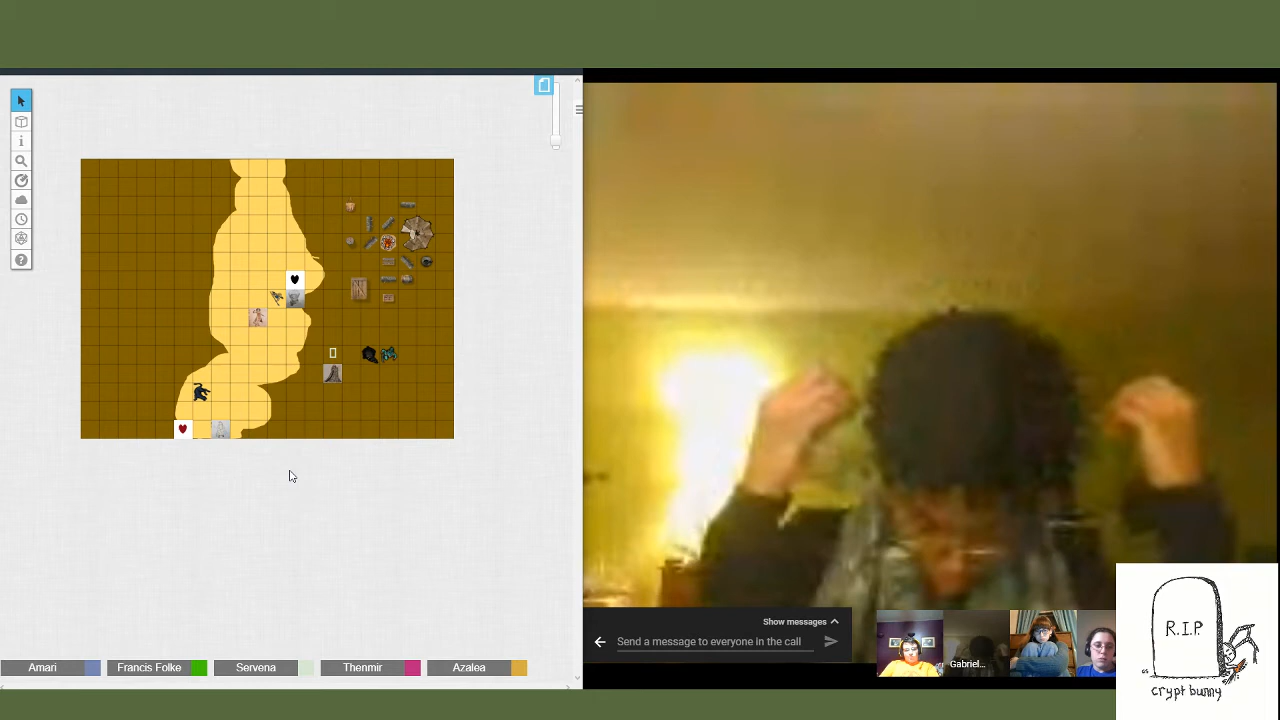 Show messages
Send a message to everyone in the call
Gabriel...
R.I.P.
crypt bunny
Amari
Francis Folke
Servena
Thenmir
Azalea